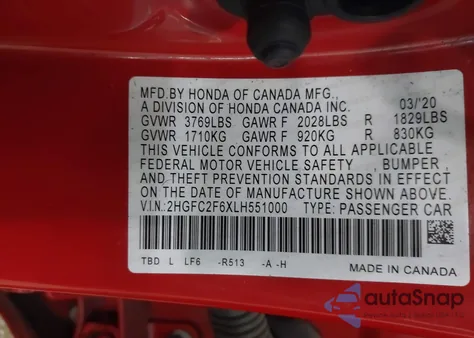 MFD.BY HONDA OF CANADA MFG.,
A DIVISION OF HONDA CANADA INC. 03/'20
GVWR 3769LBS GAWR F 2028LBS R 1829LBS
GVWR 1710KG GAWR F 920KG R 830KG
THIS VEHICLE CONFORMS TO ALL APPLICABLE
FEDERAL MOTOR VEHICLE SAFETY , BUMPER ,
AND THEFT PREVENTION STANDARDS IN EFFECT
ON THE DATE OF MANUFACTURE SHOWN ABOVE.
V.I.N.:2HGFC2F6XLH551000 TYPE: PASSENGER CAR
TBD L LF6 -R513 -A -H
MADE IN CANADA
autoSnap